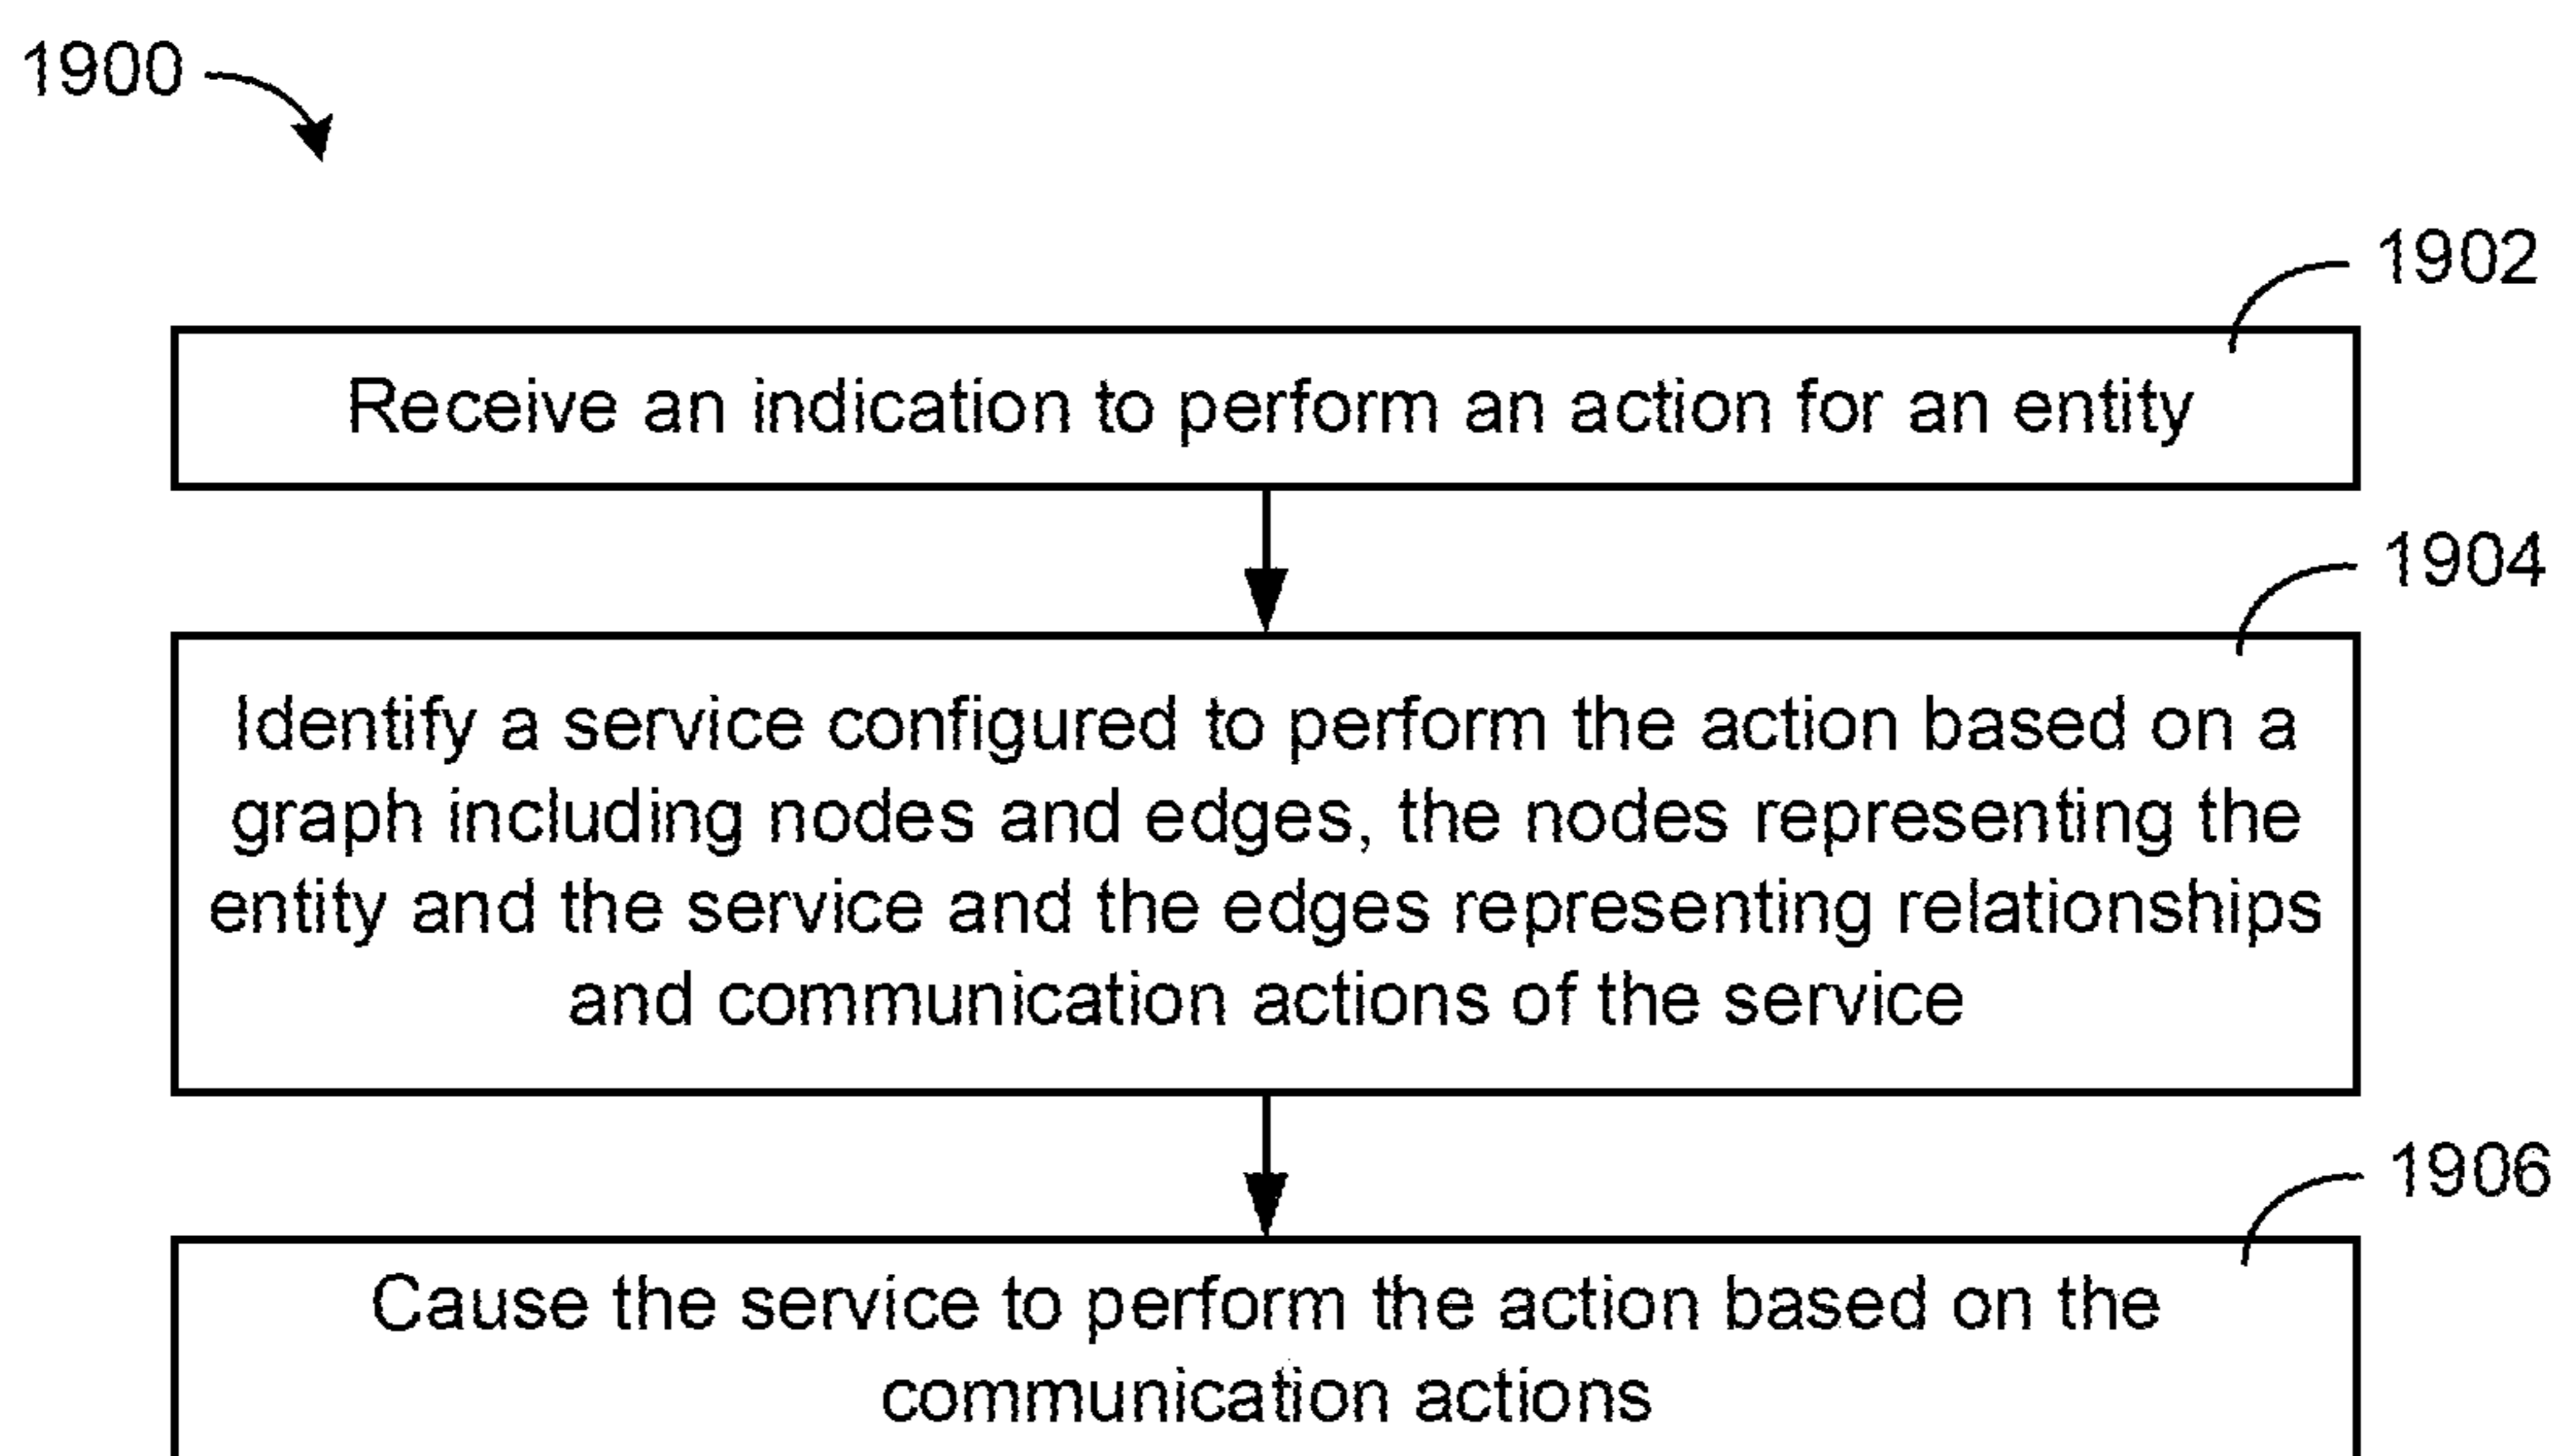 1900
1902
Receive an indication to perform an action for an entity
1904
Identify a service configured to perform the action based on a
graph including nodes and edges, the nodes representing the
entity and the service and the edges representing relationships
and communication actions of the service
1906
Cause the service to perform the action based on the
communication actions